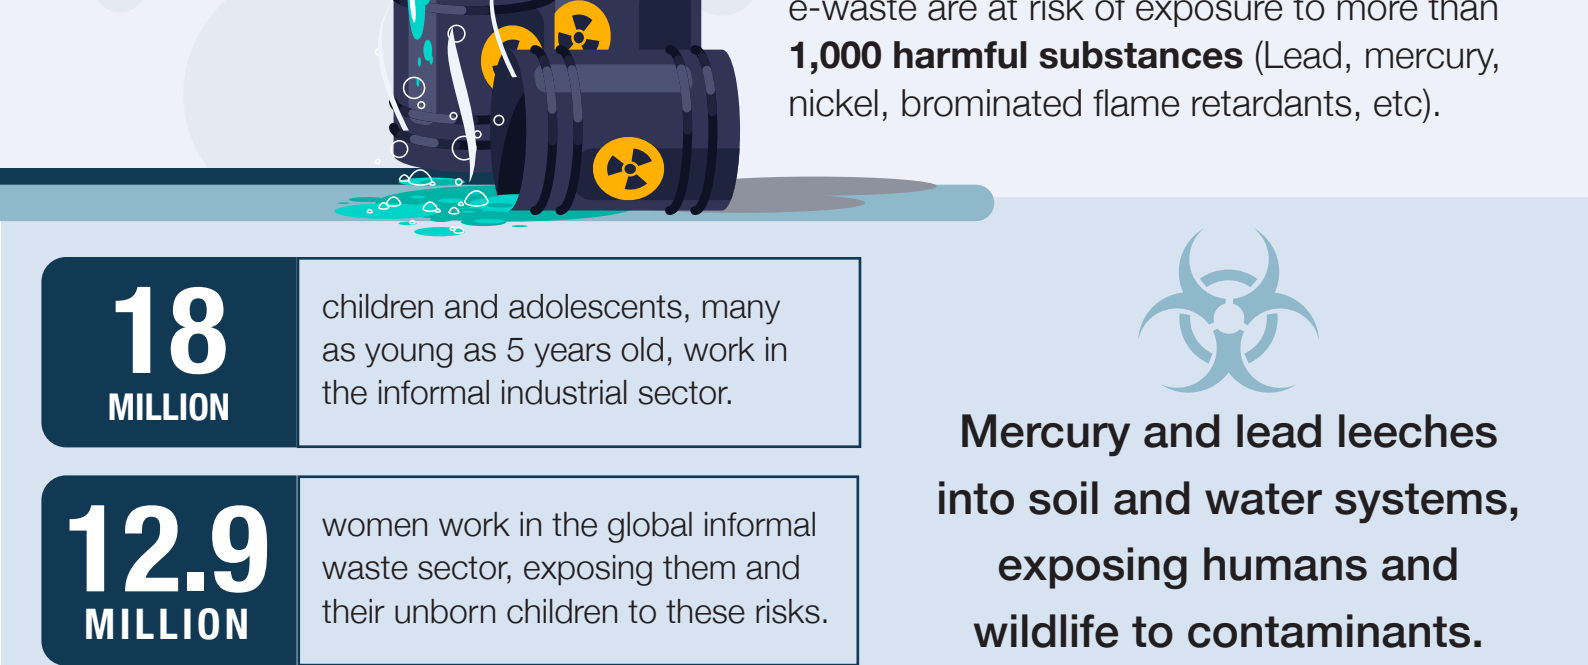 e-waste are at risk of exposure to more than
1,000 harmful substances (Lead, mercury,
nickel, brominated flame retardants, etc).
18
MILLION
children and adolescents, many
as young as 5 years old, work in
the informal industrial sector.
12.9
MILLION
women work in the global informal
waste sector, exposing them and
their unborn children to these risks.
Mercury and lead leeches
into soil and water systems,
exposing humans and
wildlife to contaminants.